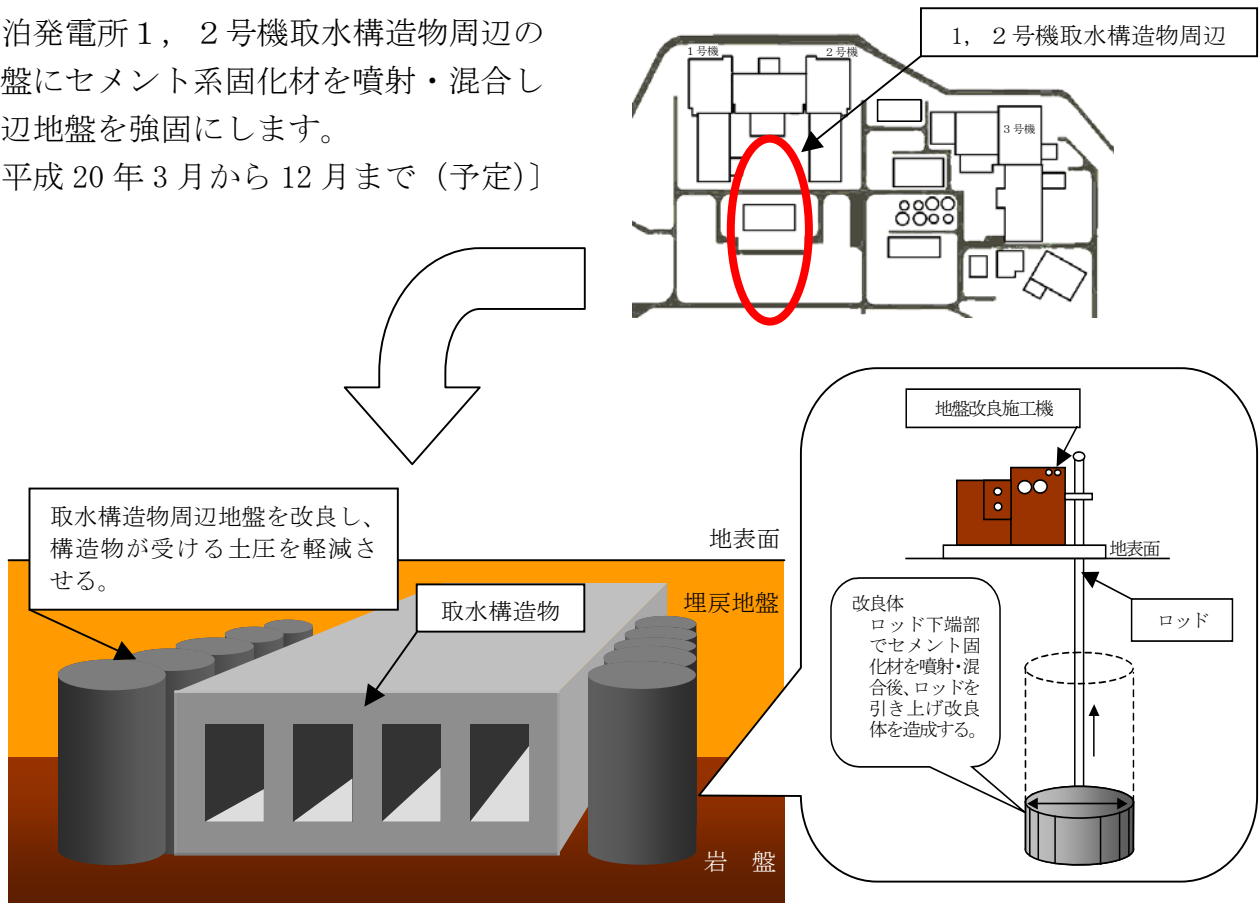 泊発電所１，２号機取水構造物周辺の
盤にセメント系固化材を噴射・混合し
辺地盤を強固にします。
平成 20 年 3 月から 12 月まで（予定）〕
1，２号機取水構造物周辺
１号機
２号機
３号機
取水構造物周辺地盤を改良し、
構造物が受ける土圧を軽減さ
せる。
取水構造物
地表面
埋戻地盤
岩　盤
地盤改良施工機
地表面
ロッド
改良体
ロッド下端部
でセメント固
化材を噴射・混
合後、ロッドを
引き上げ改良
体を造成する。